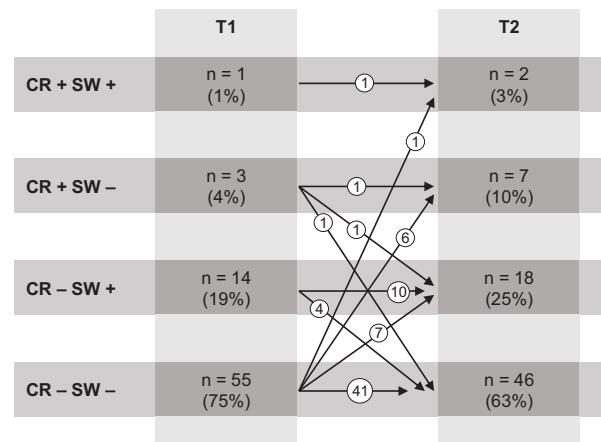 T1 T2
CR + SW + n = 1 (1%) 1 n = 2 (3%)
1
CR + SW – n = 3 (4%) 1 n = 7 (10%)
1 1 6
CR – SW + n = 14 (19%) 10 n = 18 (25%)
4
7
CR – SW – n = 55 (75%) 41 n = 46 (63%)